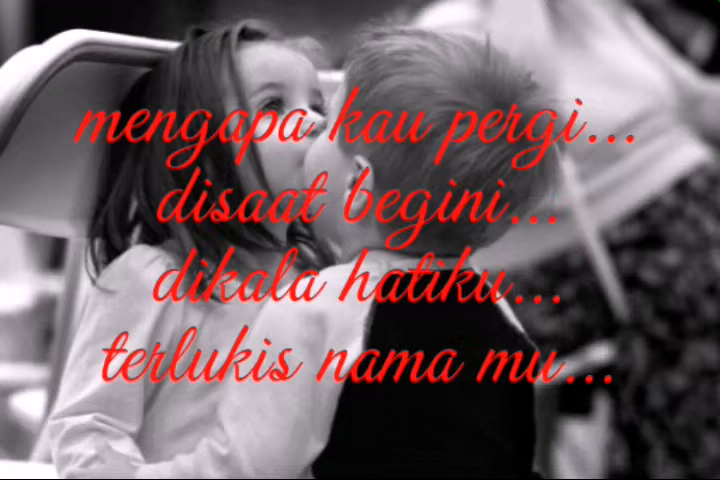 mengapa kau pergi...
disaat begini...
dikala hatiku...
terlukis nama mu...